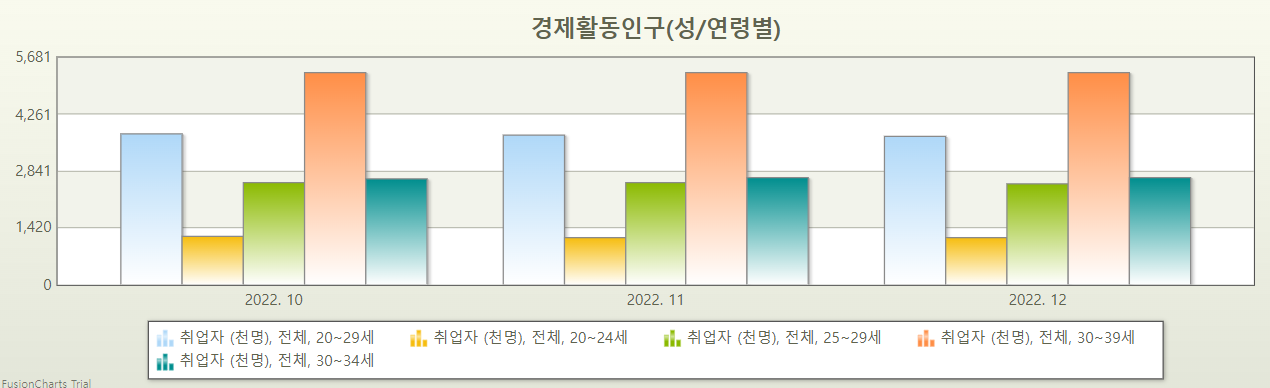 경제활동인구(성/연령별)
5,681
4,261
2,841
1,420
0
2022. 10 2022. 11 2022. 12
취업자 (천명), 전체, 20~29세 취업자 (천명), 전체, 20~24세 취업자 (천명), 전체, 25~29세 취업자 (천명), 전체, 30~39세
취업자 (천명), 전체, 30~34세
FusionCharts Trial